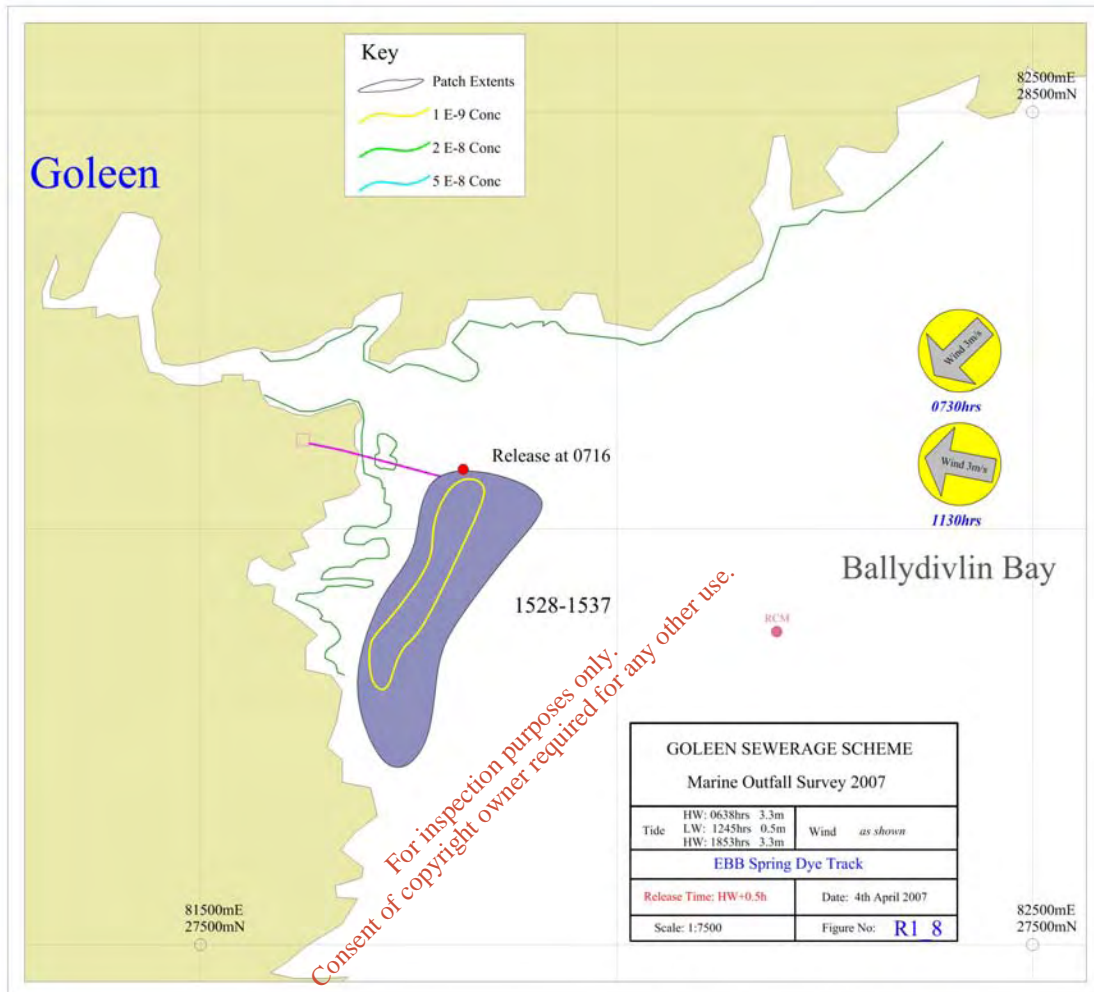 Key
Patch Extents
1 E-9 Conc
2 E-8 Conc
5 E-8 Conc
82500mE
28500mN
Goleen
Wind 3m/s
0730hrs
Wind 3m/s
1130hrs
Release at 0716
Ballydivlin Bay
1528-1537
RCM
For inspection purposes only.
Consent of copyright owner required for any other use.
GOLEEN SEWERAGE SCHEME
Marine Outfall Survey 2007
Tide
HW: 0638hrs 3.3m
LW: 1245hrs 0.5m
HW: 1853hrs 3.3m
Wind as shown
EBB Spring Dye Track
Release Time: HW+0.5h
Date: 4th April 2007
Scale: 1:7500
Figure No: R1_8
81500mE
27500mN
82500mE
27500mN